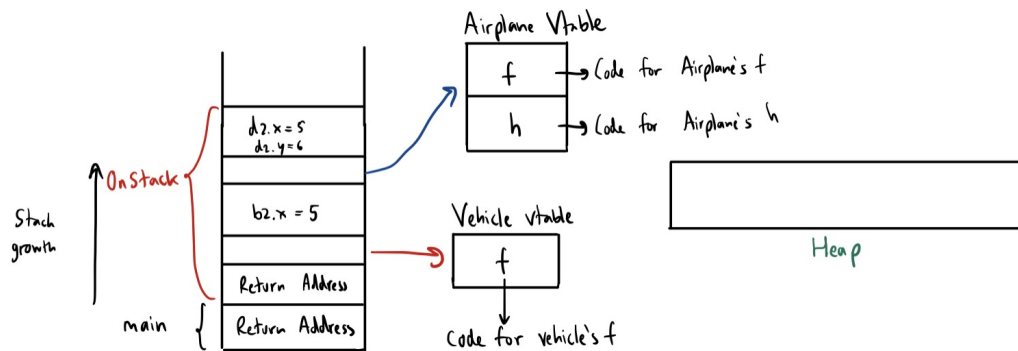 Airplane Vtable
f
Code for Airplane's f
h
Code for Airplane's h
d2.x = 5
d2.y = 6
OnStack
b2.x = 5
Stach
growth
Vehicle vtable
f
Return Address
main
Return Address
Code for vehicle's f
Heap